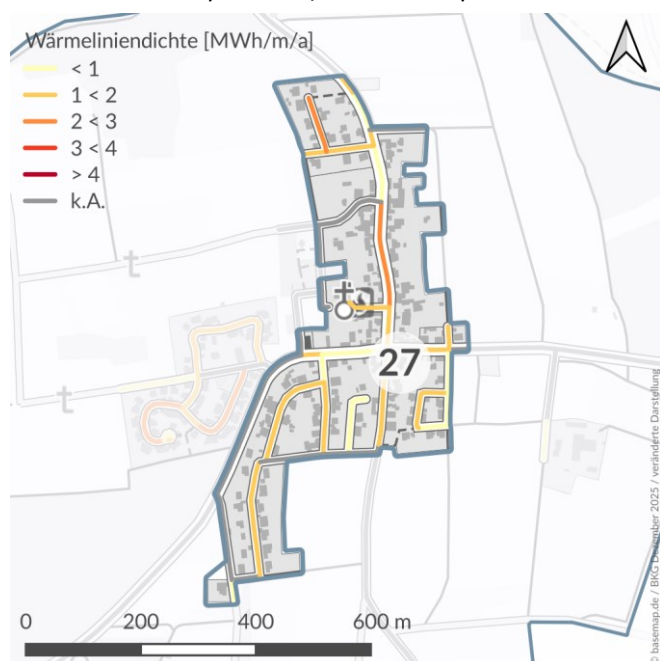 Wärmeliniendichte [MWh/m/a]
< 1
1 < 2
2 < 3
3 < 4
> 4
k.A.
27
0 200 400 600 m
© basemap.de / BKG Dezember 2025 / veränderte Darstellung